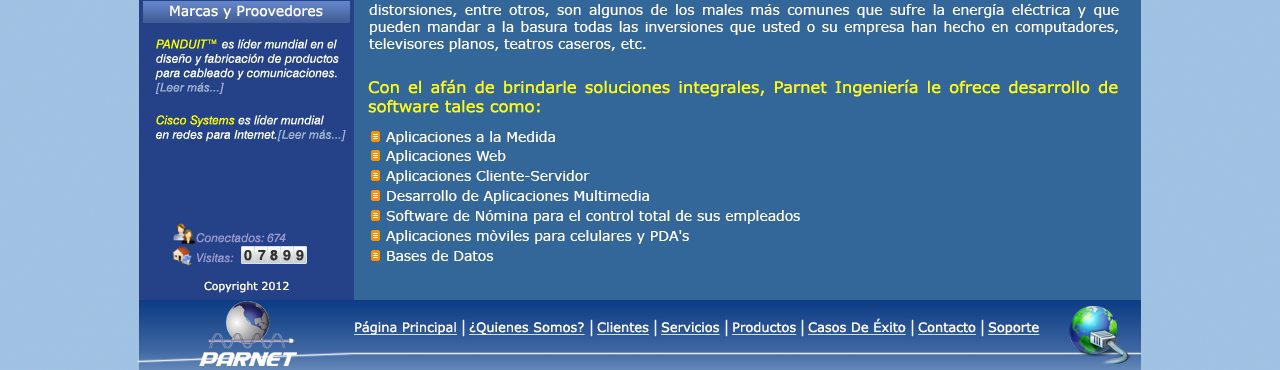 Marcas y Proovedores
PANDUIT™ es líder mundial en el
diseño y fabricación de productos
para cableado y comunicaciones.
[Leer más...]
Cisco Systems es líder mundial
en redes para Internet.[Leer más...]
Conectados: 674
Visitas: 07899
Copyright 2012
distorsiones, entre otros, son algunos de los males más comunes que sufre la energía eléctrica y que
pueden mandar a la basura todas las inversiones que usted o su empresa han hecho en computadores,
televisores planos, teatros caseros, etc.
Con el afán de brindarle soluciones integrales, Parnet Ingeniería le ofrece desarrollo de
software tales como:
Aplicaciones a la Medida
Aplicaciones Web
Aplicaciones Cliente-Servidor
Desarrollo de Aplicaciones Multimedia
Software de Nómina para el control total de sus empleados
Aplicaciones mòviles para celulares y PDA's
Bases de Datos
PARNET
Página Principal | ¿Quienes Somos? | Clientes | Servicios | Productos | Casos De Éxito | Contacto | Soporte